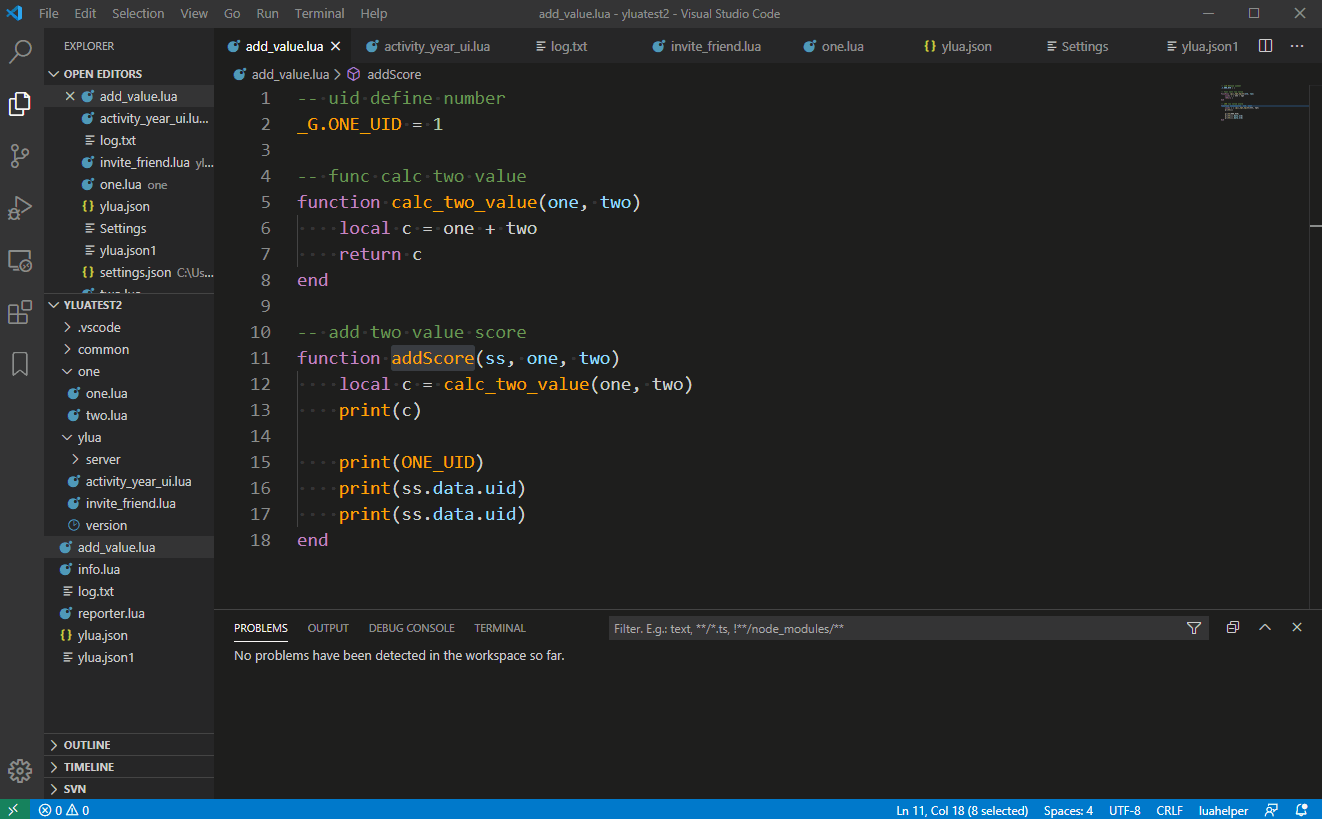 File Edit Selection View Go Run Terminal Help add_value.lua - yluatest2 - Visual Studio Code
EXPLORER
OPEN EDITORS
add_value.lua
activity_year_ui.lu...
log.txt
invite_friend.lua yl...
one.lua one
{} ylua.json
Settings
ylua.json1
{} settings.json C:\Us...
YLUATEST2
.vscode
common
one
one.lua
two.lua
ylua
server
activity_year_ui.lua
invite_friend.lua
version
add_value.lua
info.lua
log.txt
reporter.lua
{} ylua.json
ylua.json1
OUTLINE
TIMELINE
SVN
add_value.lua activity_year_ui.lua log.txt invite_friend.lua one.lua {} ylua.json Settings ylua.json1 ...
add_value.lua > addScore
1 -- uid define number
2 _G.ONE_UID = 1
3
4 -- func calc two value
5 function calc_two_value(one, two)
6 local c = one + two
7 return c
8 end
9
10 -- add two value score
11 function addScore(ss, one, two)
12 local c = calc_two_value(one, two)
13 print(c)
14
15 print(ONE_UID)
16 print(ss.data.uid)
17 print(ss.data.uid)
18 end
PROBLEMS OUTPUT DEBUG CONSOLE TERMINAL Filter. E.g.: text, **/*.ts, !**/node_modules/**
No problems have been detected in the workspace so far.
0 0 Ln 11, Col 18 (8 selected) Spaces: 4 UTF-8 CRLF luahelper